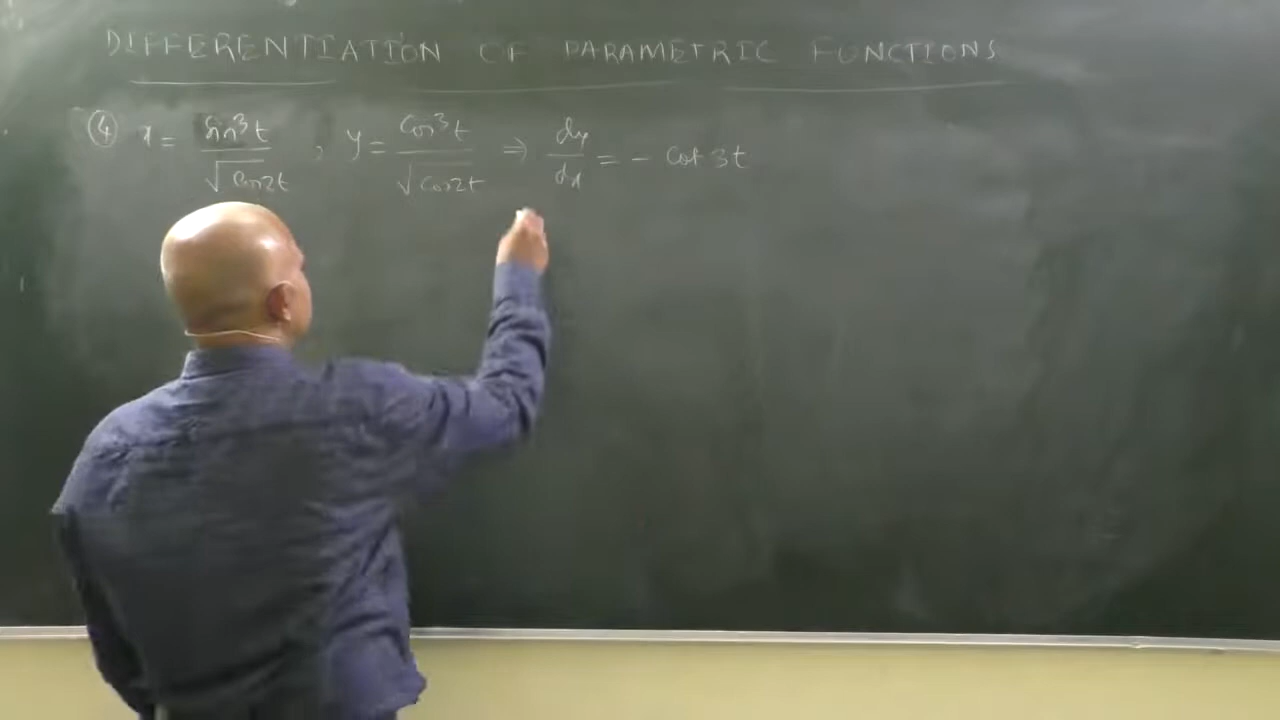 DIFFERENTIATION OF PARAMETRIC FUNCTIONS
④ x = sin³t / √cos2t , y = cos³t / √cos2t ⇒ dy/dx = - cot 3t